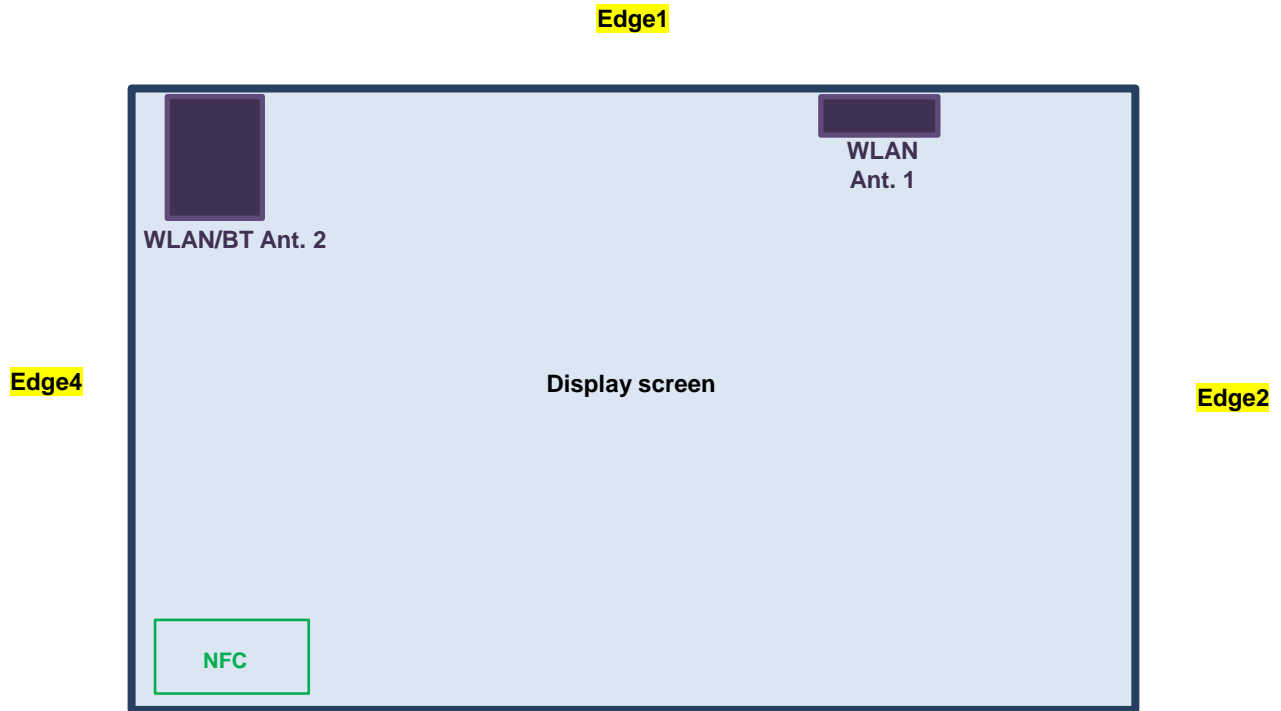 Edge1
WLAN
Ant. 1
WLAN/BT Ant. 2
Edge4
Display screen
Edge2
NFC